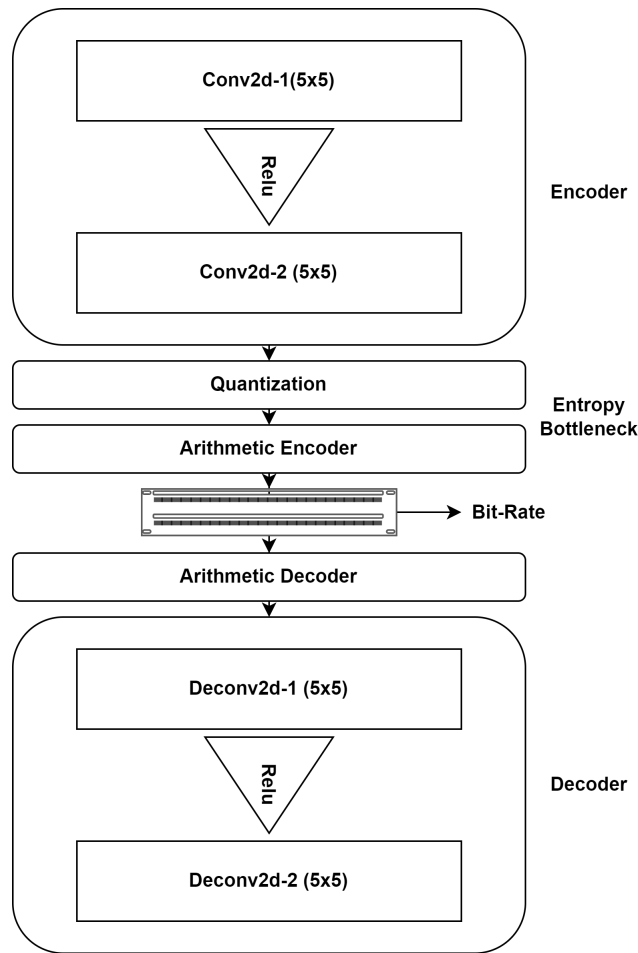 Conv2d-1(5x5)
Relu
Encoder
Conv2d-2 (5x5)
Quantization
Entropy
Bottleneck
Arithmetic Encoder
Bit-Rate
Arithmetic Decoder
Deconv2d-1 (5x5)
Relu
Decoder
Deconv2d-2 (5x5)